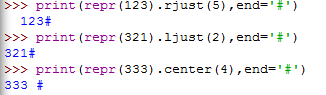 >>> print(repr(123).rjust(5),end='#')
  123#
>>> print(repr(321).ljust(2),end='#')
321#
>>> print(repr(333).center(4),end='#')
333 #